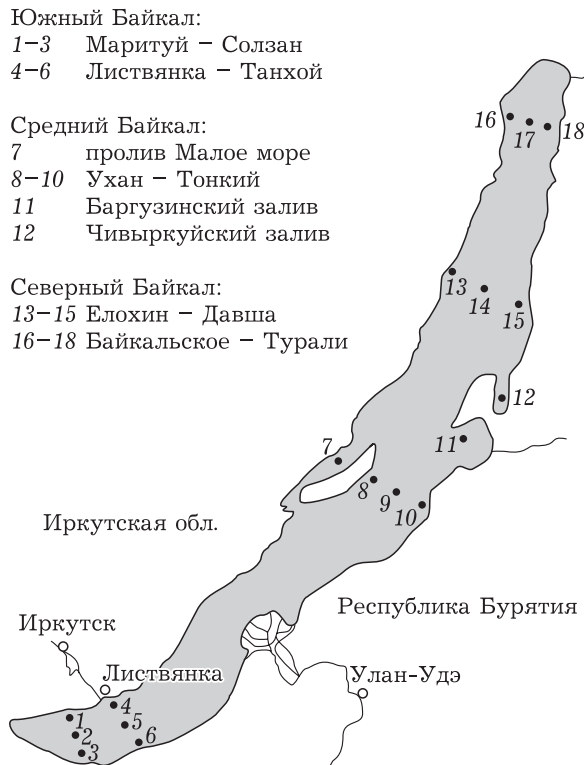 Южный Байкал:
1–3 Маритуй – Солзан
4–6 Листвянка – Танхой
Средний Байкал:
7 пролив Малое море
8–10 Ухан – Тонкий
11 Баргузинский залив
12 Чивыркуйский залив
Северный Байкал:
13–15 Елохин – Давша
16–18 Байкальское – Турали
16
17
18
13
14
15
12
11
7
8
9
10
Иркутская обл.
Республика Бурятия
Иркутск
Листвянка
Улан-Удэ
4
1
5
2
6
3